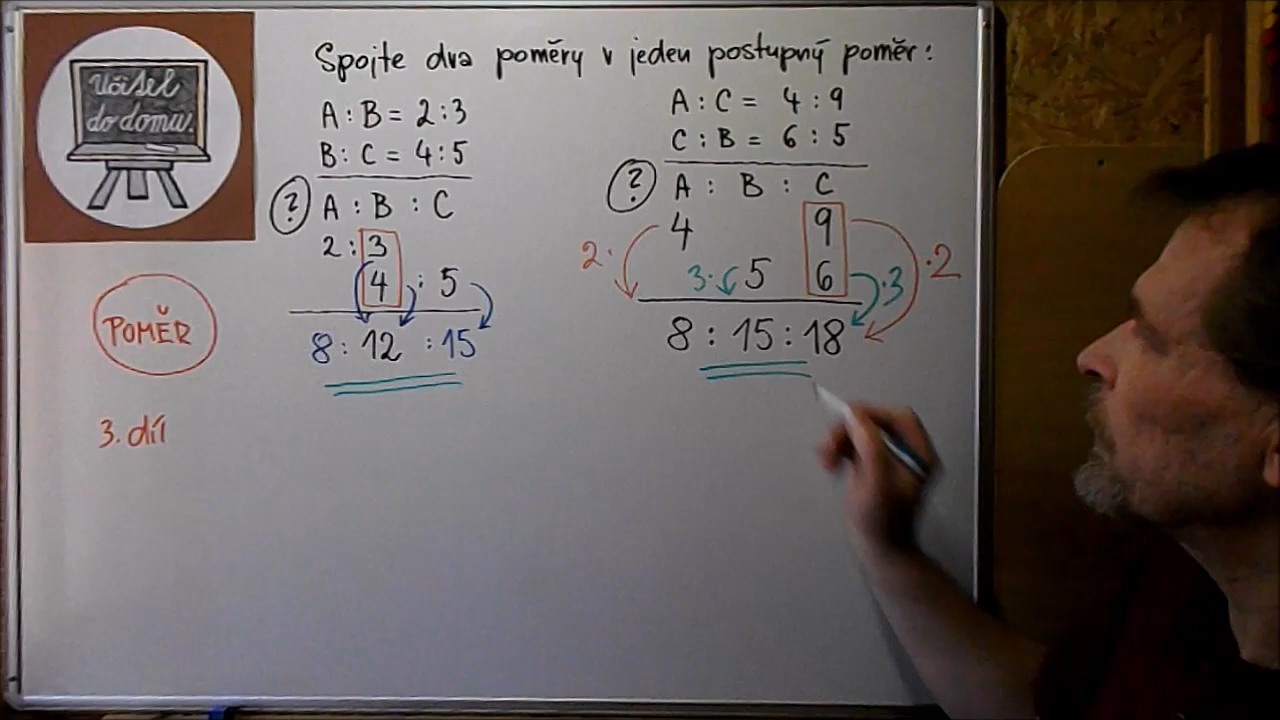 Učitel
do domu.
POMĚR
3. díl
Spojte dva poměry v jeden postupný poměr:
A : B = 2 : 3
B : C = 4 : 5
? A : B : C
2 : 3
4 : 5
8 : 12 : 15
A : C = 4 : 9
C : B = 6 : 5
? A : B : C
4 9
2·
3· 5 6 ·3 ·2
8 : 15 : 18